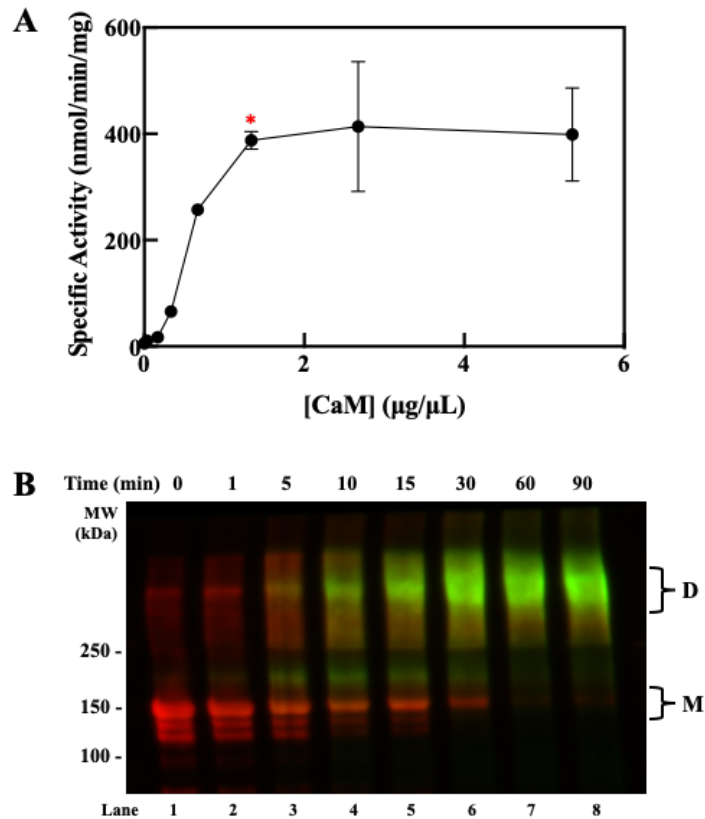 A
Specific Activity (nmol/min/mg)
600
400
200
0
*
0 2 4 6
[CaM] (µg/µL)
B
Time (min) 0 1 5 10 15 30 60 90
MW
(kDa)
D
250 -
150 -
M
100 -
Lane 1 2 3 4 5 6 7 8